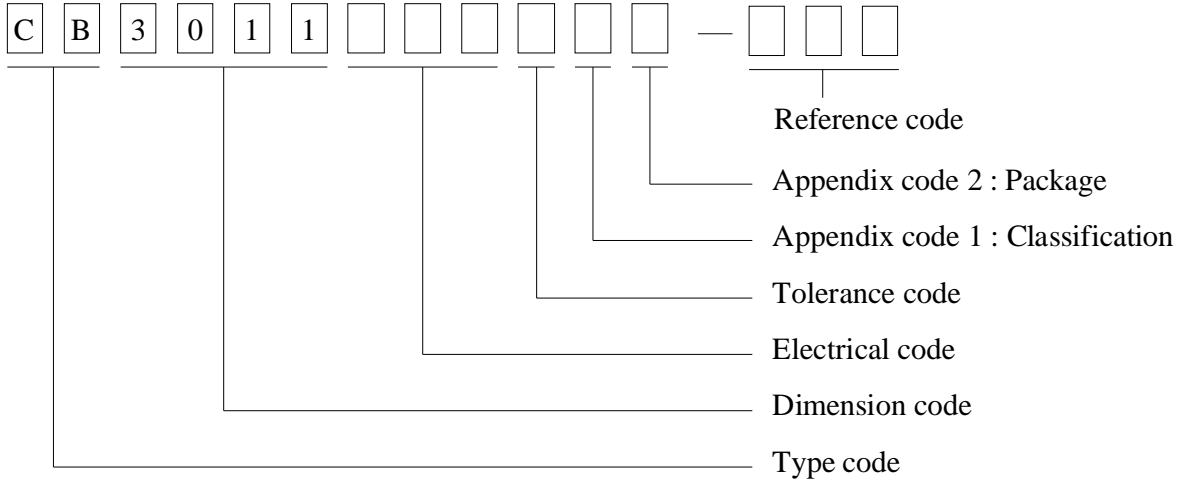 C B 3 0 1 1 —
Reference code
Appendix code 2 : Package
Appendix code 1 : Classification
Tolerance code
Electrical code
Dimension code
Type code